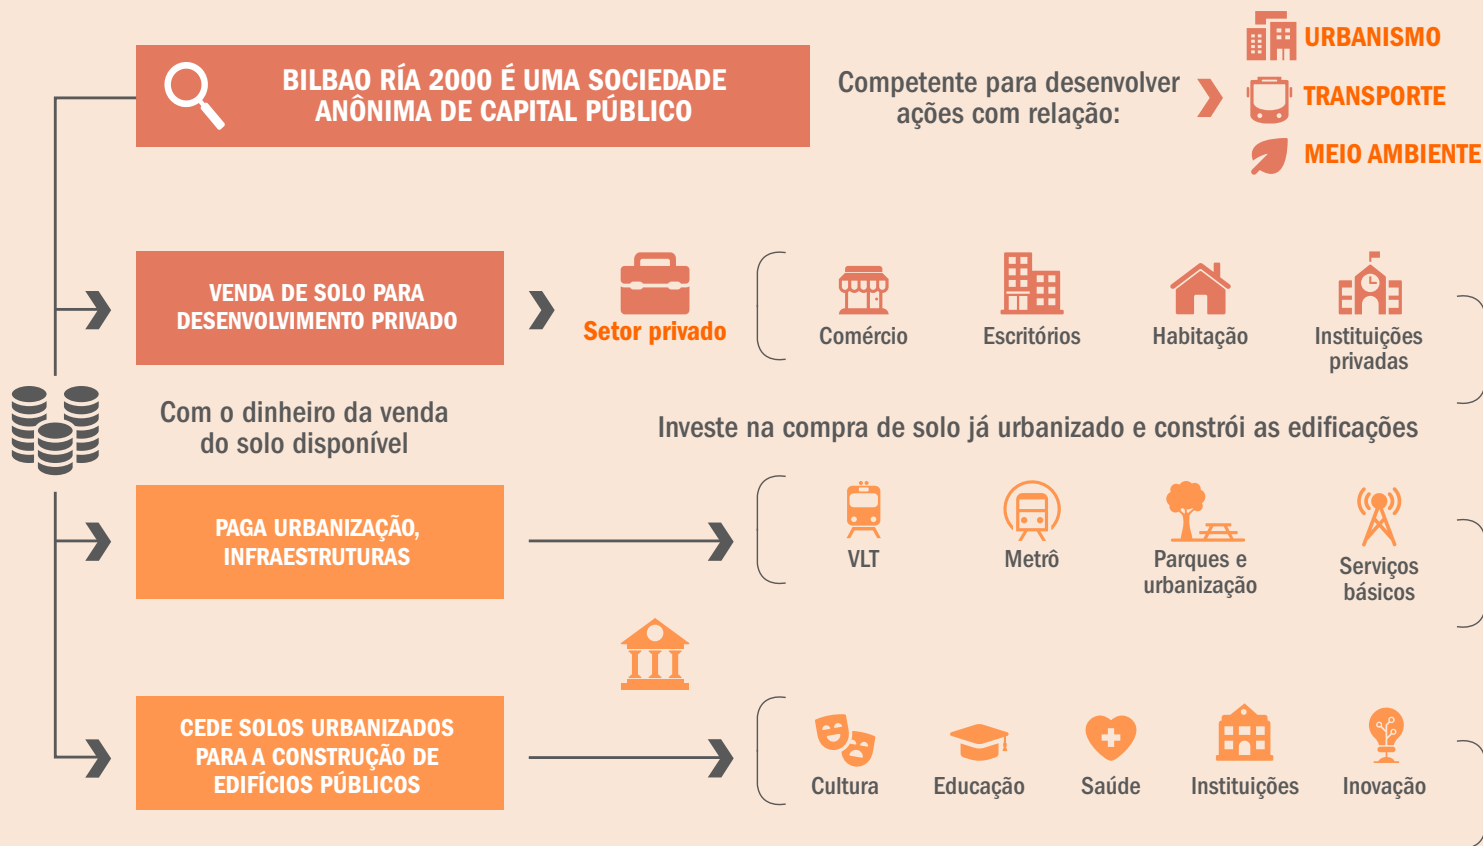 BILBAO RÍA 2000 É UMA SOCIEDADE
ANÔNIMA DE CAPITAL PÚBLICO
Competente para desenvolver
ações com relação:
URBANISMO
TRANSPORTE
MEIO AMBIENTE
VENDA DE SOLO PARA
DESENVOLVIMENTO PRIVADO
Setor privado
Comércio
Escritórios
Habitação
Instituições
privadas
Com o dinheiro da venda
do solo disponível
Investe na compra de solo já urbanizado e constrói as edificações
PAGA URBANIZAÇÃO,
INFRAESTRUTURAS
VLT
Metrô
Parques e
urbanização
Serviços
básicos
CEDE SOLOS URBANIZADOS
PARA A CONSTRUÇÃO DE
EDIFÍCIOS PÚBLICOS
Cultura
Educação
Saúde
Instituições
Inovação